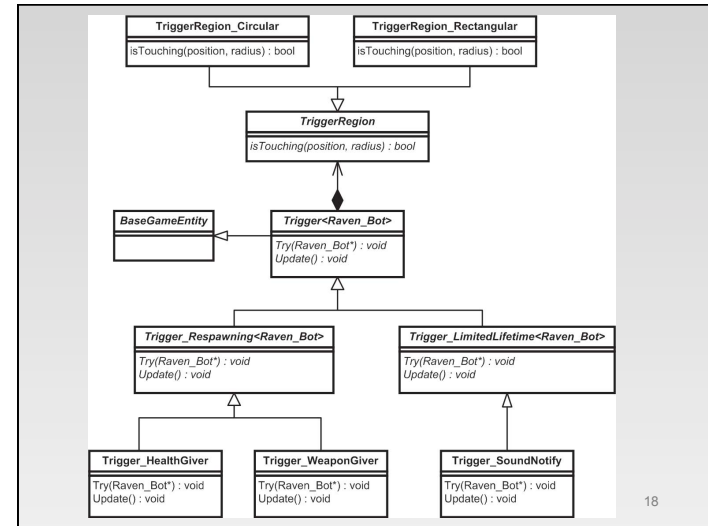 TriggerRegion_Circular
isTouching(position, radius) : bool
TriggerRegion_Rectangular
isTouching(position, radius) : bool
TriggerRegion
isTouching(position, radius) : bool
BaseGameEntity
Trigger<Raven_Bot>
Try(Raven_Bot*) : void
Update() : void
Trigger_Respawning<Raven_Bot>
Try(Raven_Bot*) : void
Update() : void
Trigger_LimitedLifetime<Raven_Bot>
Try(Raven_Bot*) : void
Update() : void
Trigger_HealthGiver
Try(Raven_Bot*) : void
Update() : void
Trigger_WeaponGiver
Try(Raven_Bot*) : void
Update() : void
Trigger_SoundNotify
Try(Raven_Bot*) : void
Update() : void
18